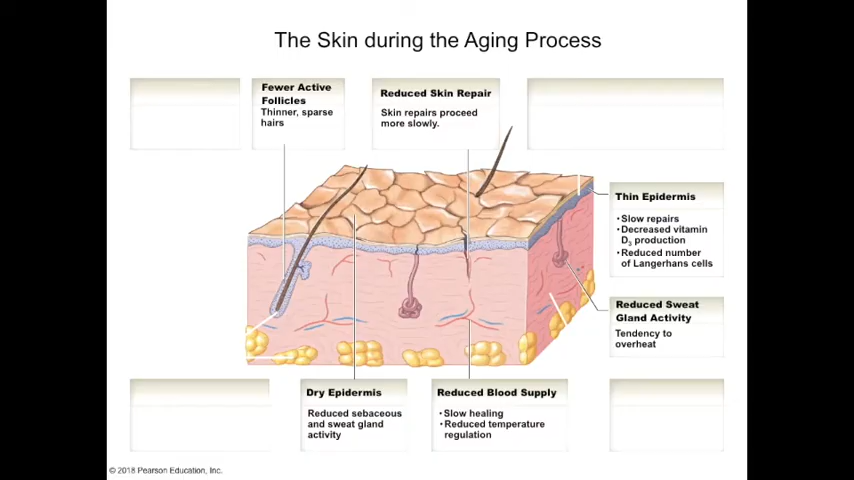 The Skin during the Aging Process
Fewer Active
Follicles
Thinner, sparse
hairs
Reduced Skin Repair
Skin repairs proceed
more slowly.
Thin Epidermis
•Slow repairs
•Decreased vitamin
D₃ production
•Reduced number
of Langerhans cells
Reduced Sweat
Gland Activity
Tendency to
overheat
Dry Epidermis
Reduced sebaceous
and sweat gland
activity
Reduced Blood Supply
•Slow healing
•Reduced temperature
regulation
© 2018 Pearson Education, Inc.